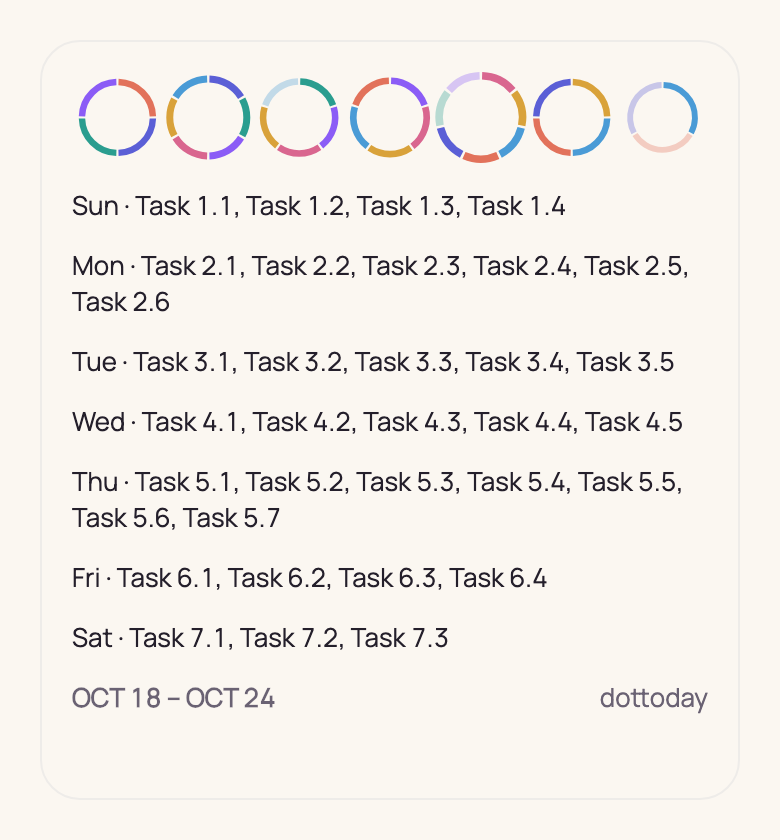 Sun · Task 1.1, Task 1.2, Task 1.3, Task 1.4
Mon · Task 2.1, Task 2.2, Task 2.3, Task 2.4, Task 2.5,
Task 2.6
Tue · Task 3.1, Task 3.2, Task 3.3, Task 3.4, Task 3.5
Wed · Task 4.1, Task 4.2, Task 4.3, Task 4.4, Task 4.5
Thu · Task 5.1, Task 5.2, Task 5.3, Task 5.4, Task 5.5,
Task 5.6, Task 5.7
Fri · Task 6.1, Task 6.2, Task 6.3, Task 6.4
Sat · Task 7.1, Task 7.2, Task 7.3
OCT 18 – OCT 24
dottoday